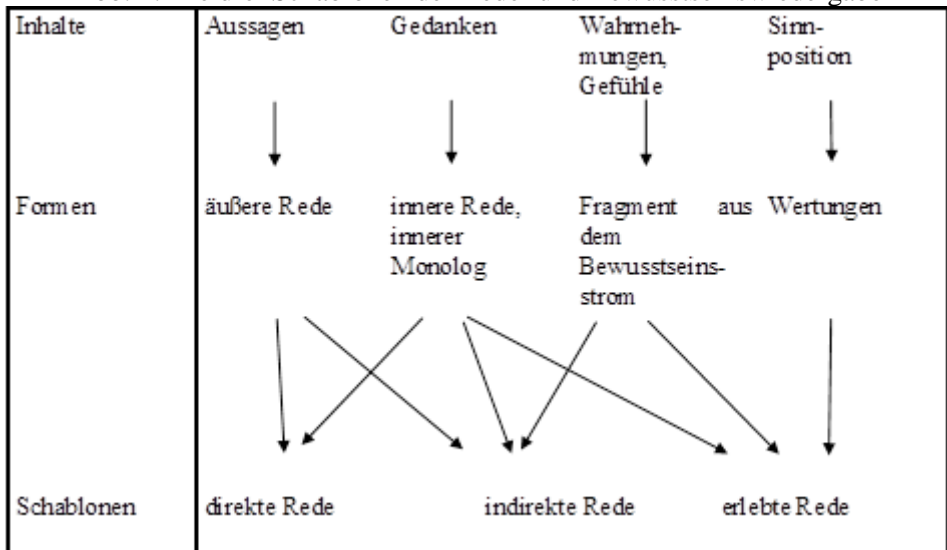 Inhalte Aussagen Gedanken Wahrneh- Sinn-
mungen, position
Gefühle
Formen äußere Rede innere Rede, Fragment aus Wertungen
innerer dem
Monolog Bewusstseins-
strom
Schablonen direkte Rede indirekte Rede erlebte Rede